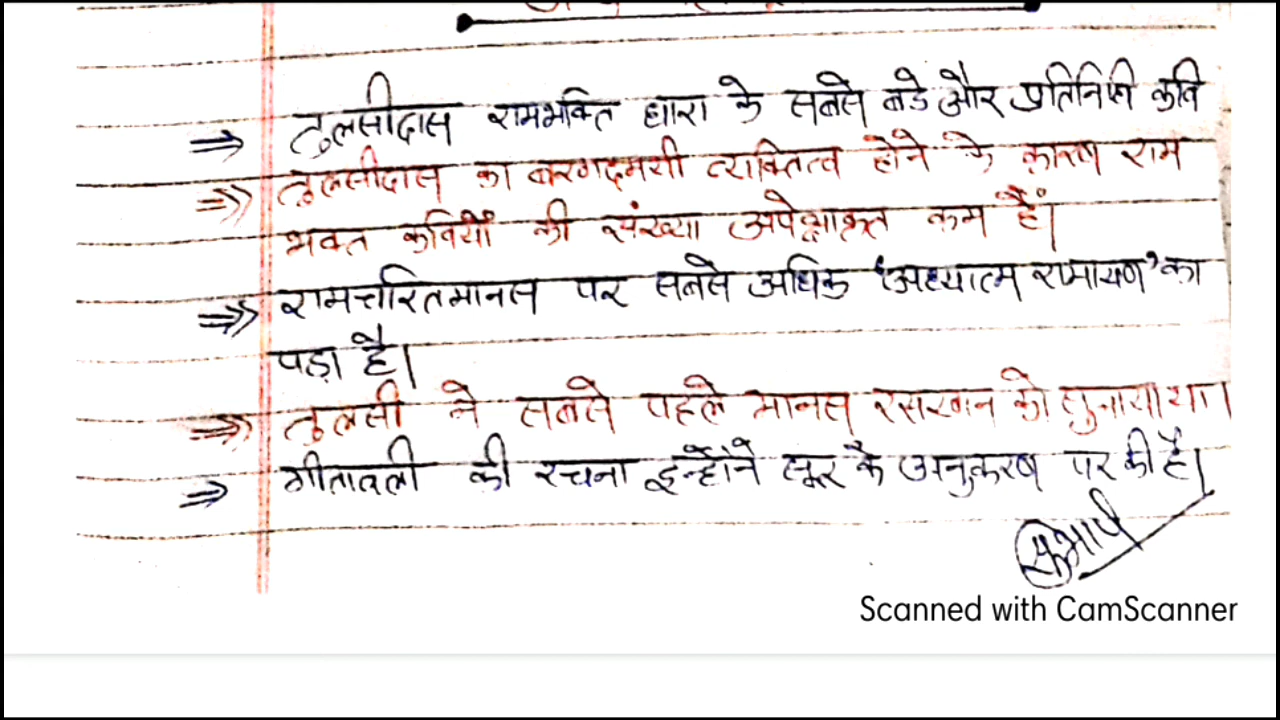 ⇒ तुलसीदास रामभक्ति धारा के सबसे बडे और प्रतिनिधि कवि
⇒ तुलसीदास का बरगदमयी व्यक्तित्व होने के कारण राम
भक्त कवियों की संख्या अपेक्षाकृत कम हैं।
⇒ रामचरितमानस पर सबसे अधिक 'अध्यात्म रामायण' का
पड़ा है।
⇒ तुलसी ने सबसे पहले मानस रसखान को सुनाया था।
⇒ गीतावली की रचना इन्होंने सूर के अनुकरण पर की है।
Scanned with CamScanner